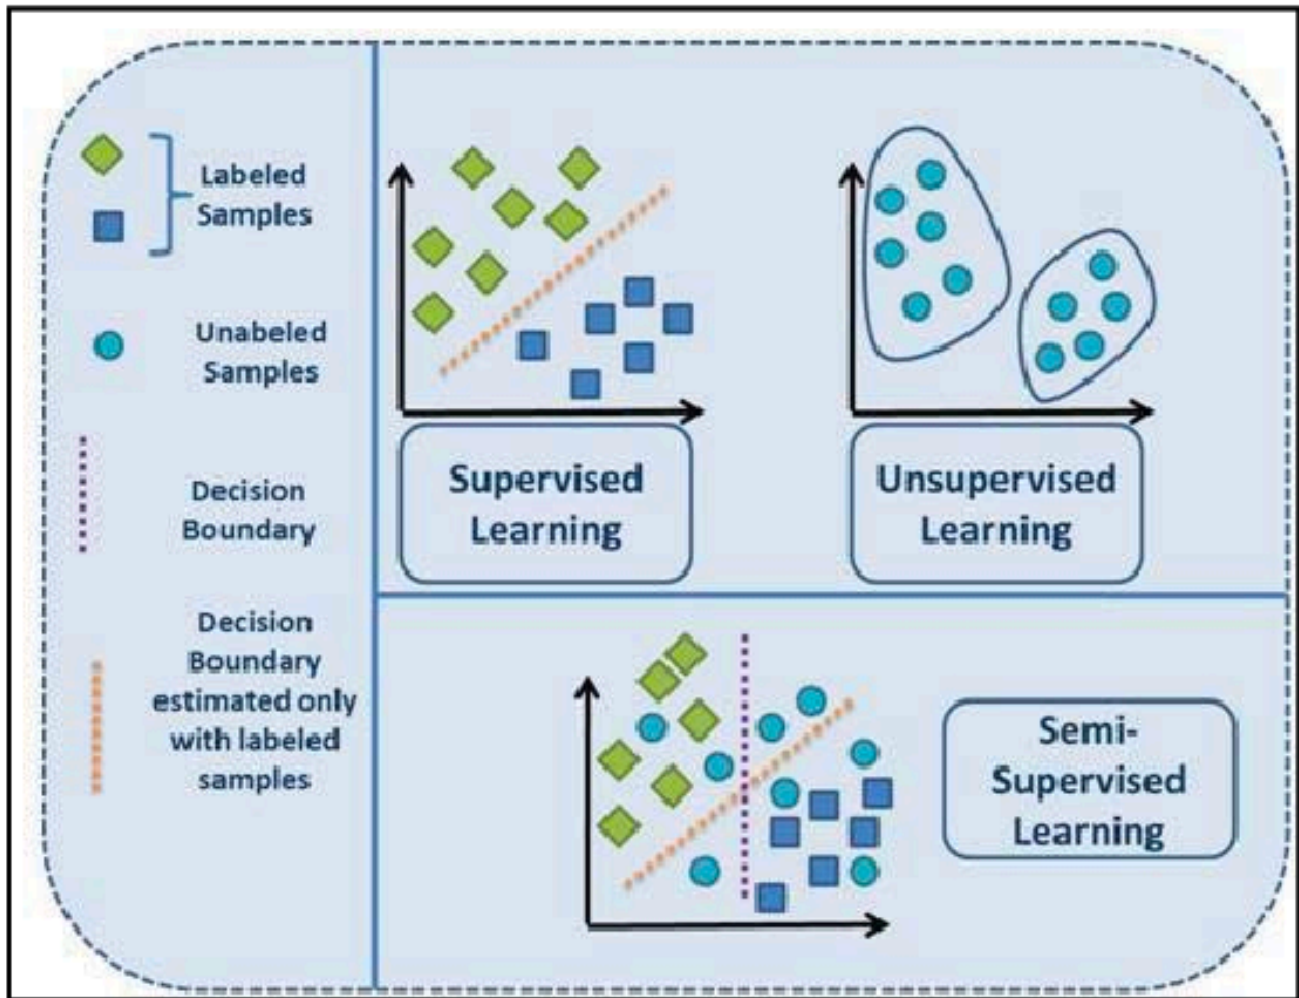 Labeled
Samples
Unabeled
Samples
Decision
Boundary
Decision
Boundary
estimated only
with labeled
samples
Supervised
Learning
Unsupervised
Learning
Semi-
Supervised
Learning